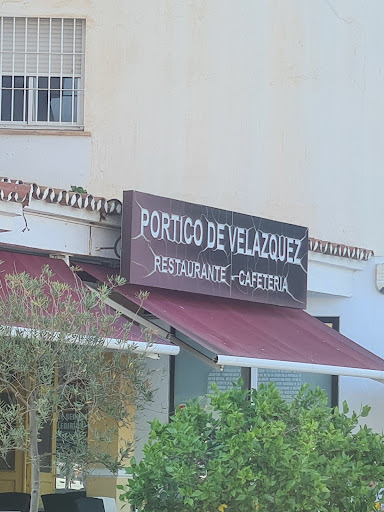 PORTICO DE VELAZQUEZ
RESTAURANTE - CAFETERIA